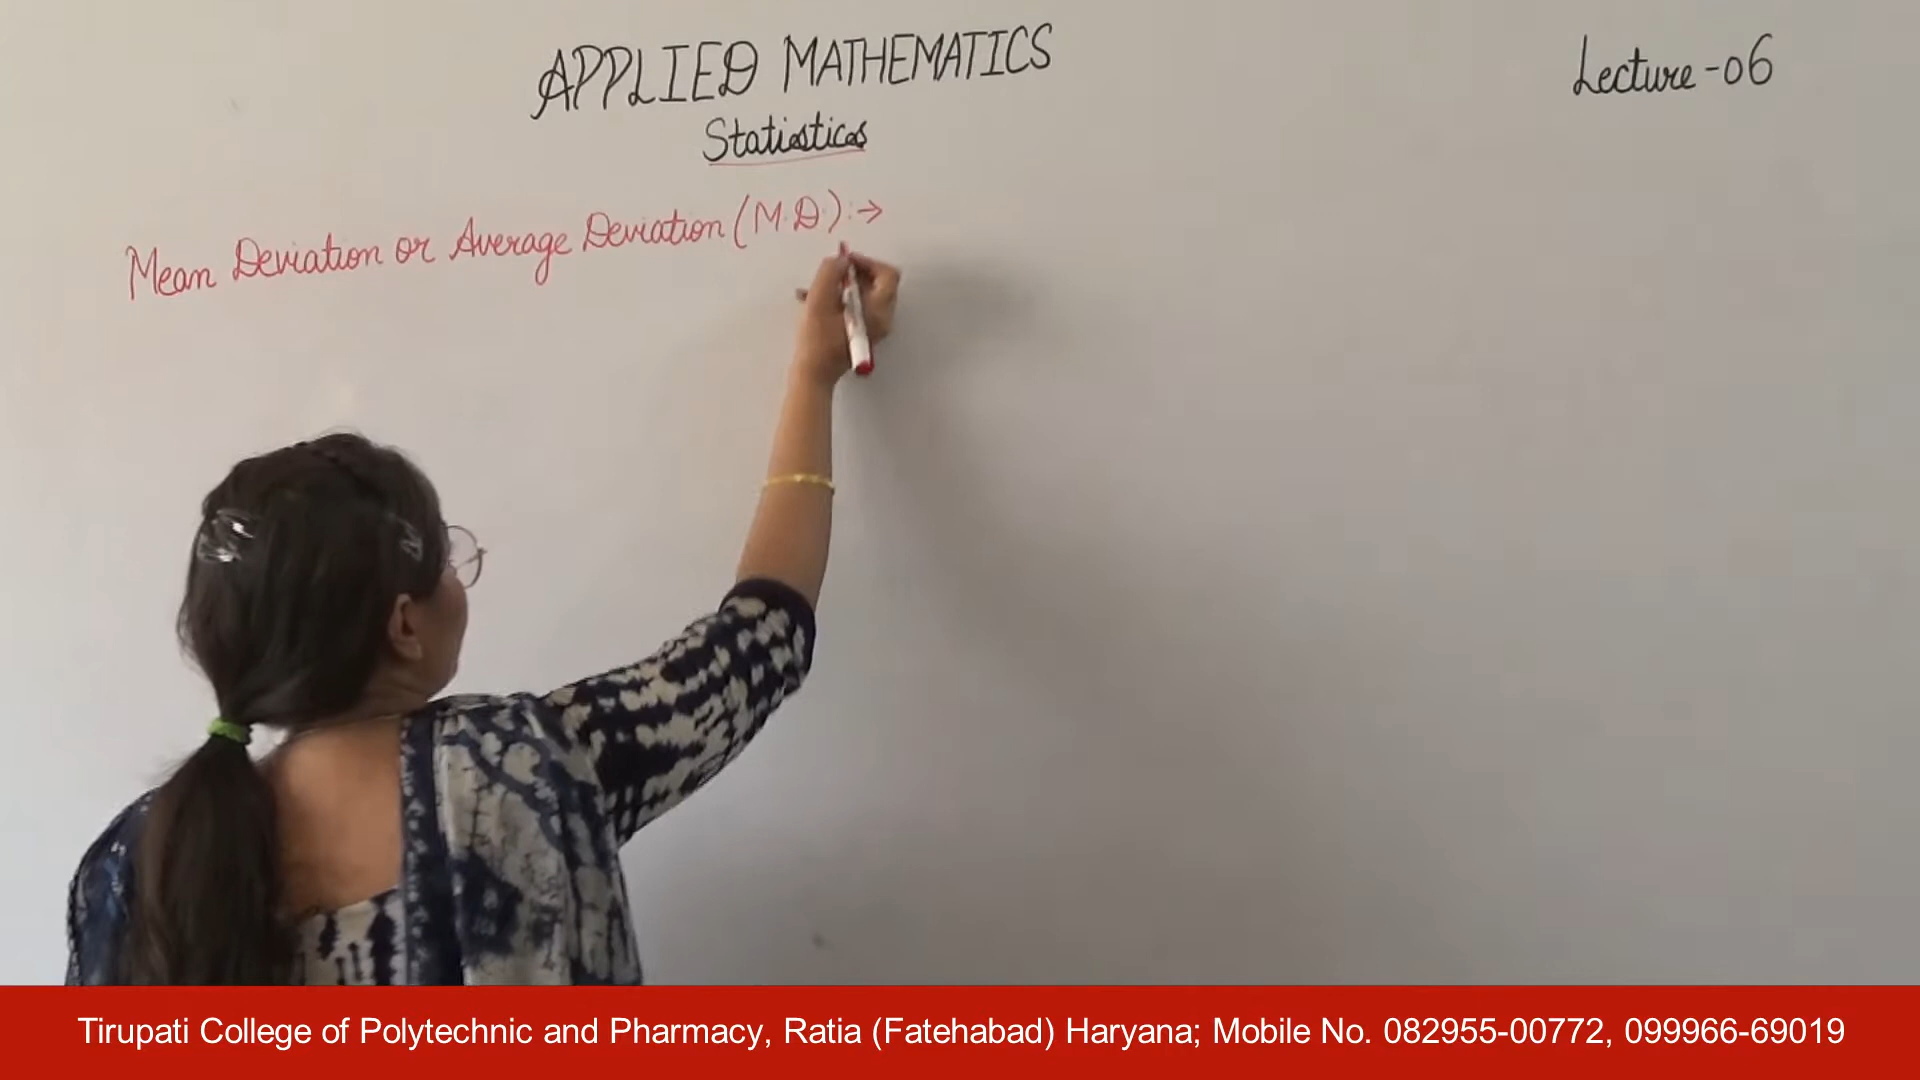 APPLIED MATHEMATICS
Lecture-06
Statistics
Mean Deviation or Average Deviation (M.D.):→
Tirupati College of Polytechnic and Pharmacy, Ratia (Fatehabad) Haryana; Mobile No. 082955-00772, 099966-69019